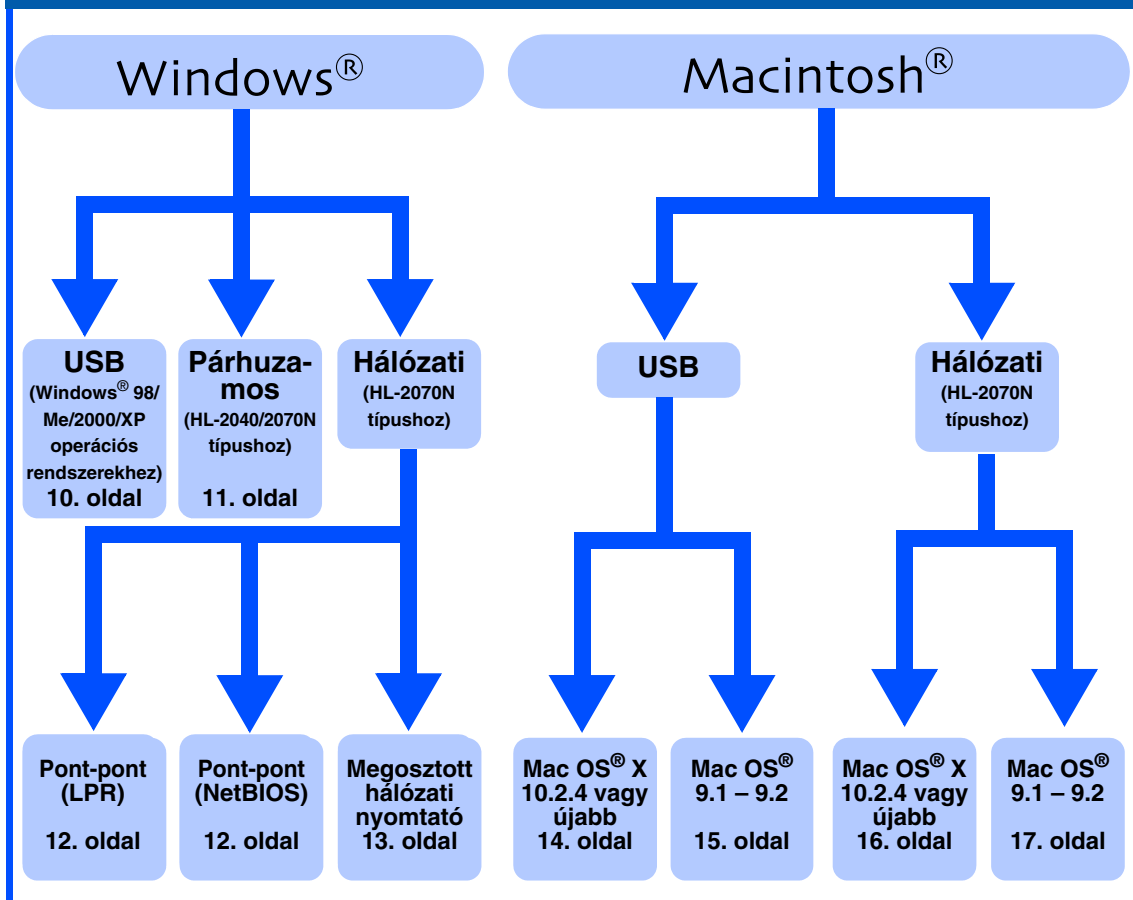 Windows®
Macintosh®
USB
(Windows® 98/
Me/2000/XP
operációs
rendszerekhez)
10. oldal
Párhuza-
mos
(HL-2040/2070N
típushoz)
11. oldal
Hálózati
(HL-2070N
típushoz)
USB
Hálózati
(HL-2070N
típushoz)
Pont-pont
(LPR)
12. oldal
Pont-pont
(NetBIOS)
12. oldal
Megosztott
hálózati
nyomtató
13. oldal
Mac OS® X
10.2.4 vagy
újabb
14. oldal
Mac OS®
9.1 – 9.2
15. oldal
Mac OS® X
10.2.4 vagy
újabb
16. oldal
Mac OS®
9.1 – 9.2
17. oldal